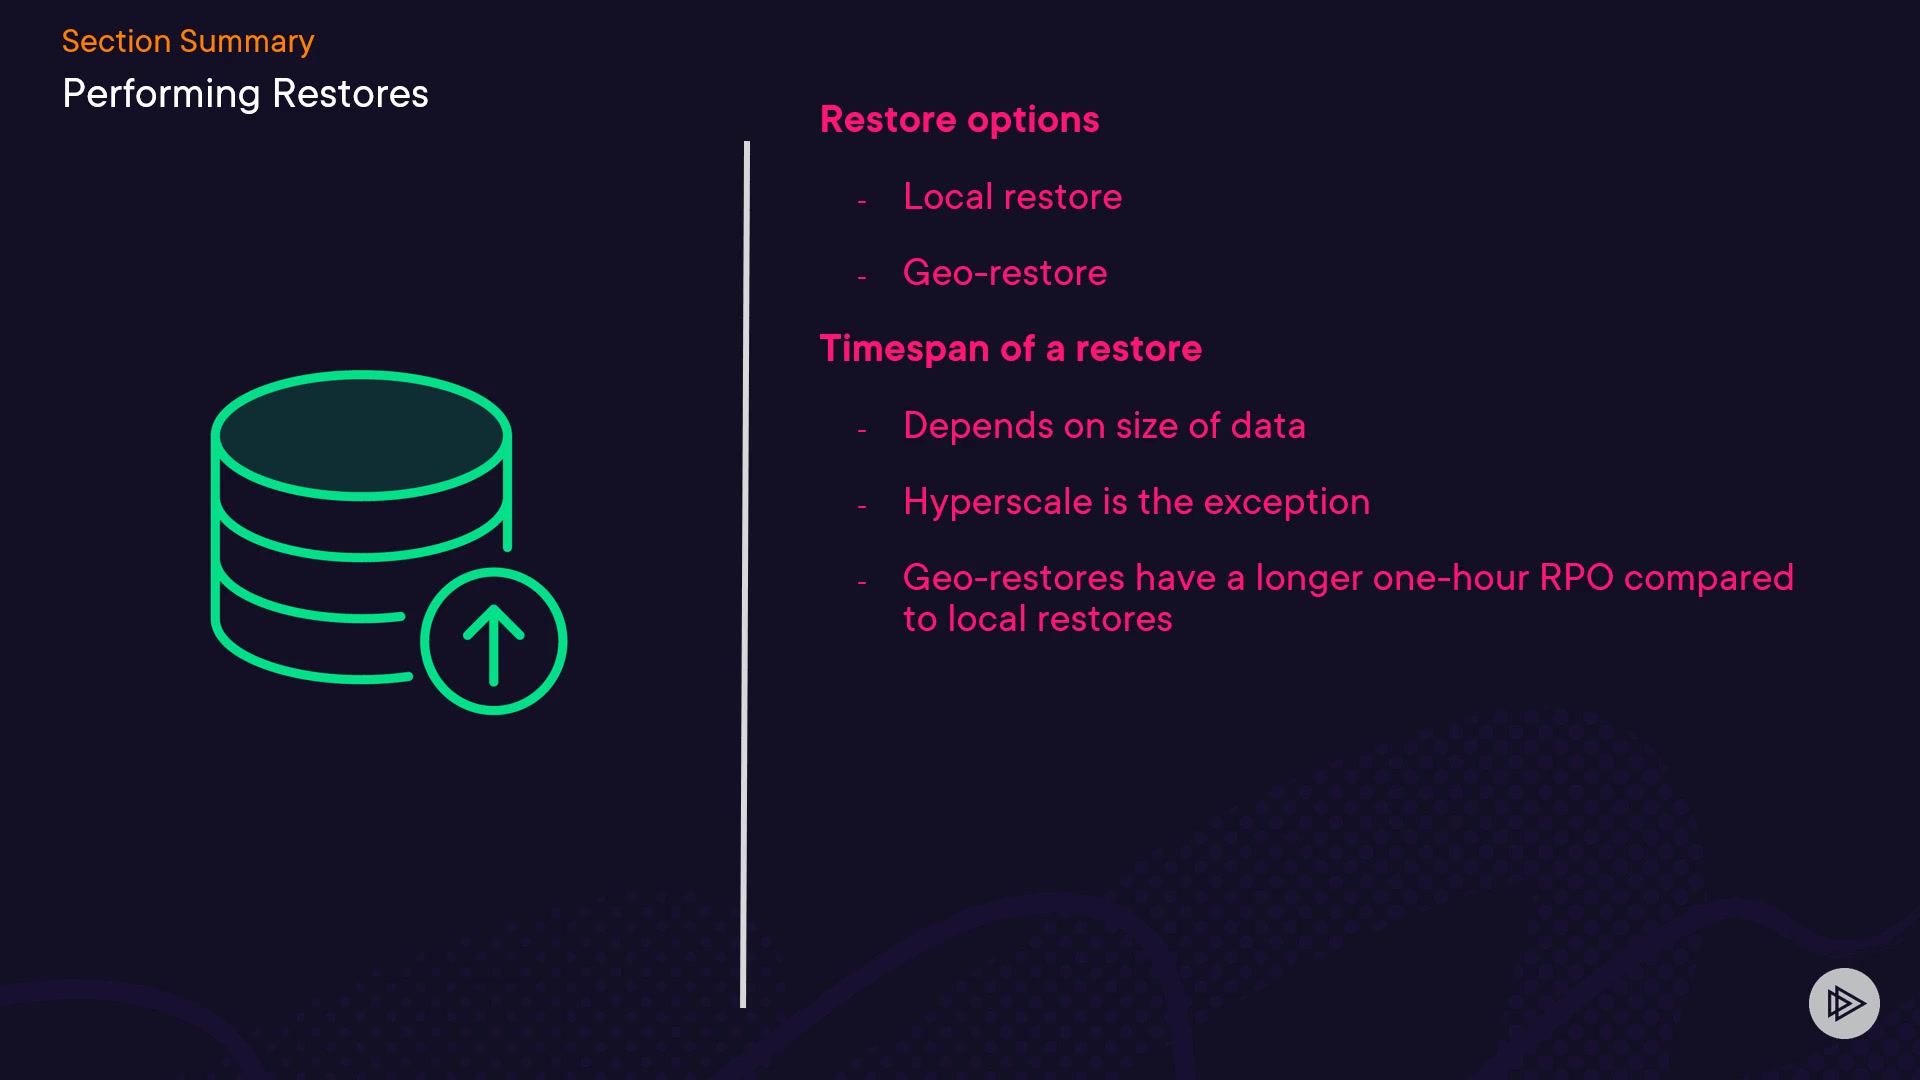 Section Summary
Performing Restores
Restore options
- Local restore
- Geo-restore
Timespan of a restore
- Depends on size of data
- Hyperscale is the exception
- Geo-restores have a longer one-hour RPO compared
to local restores